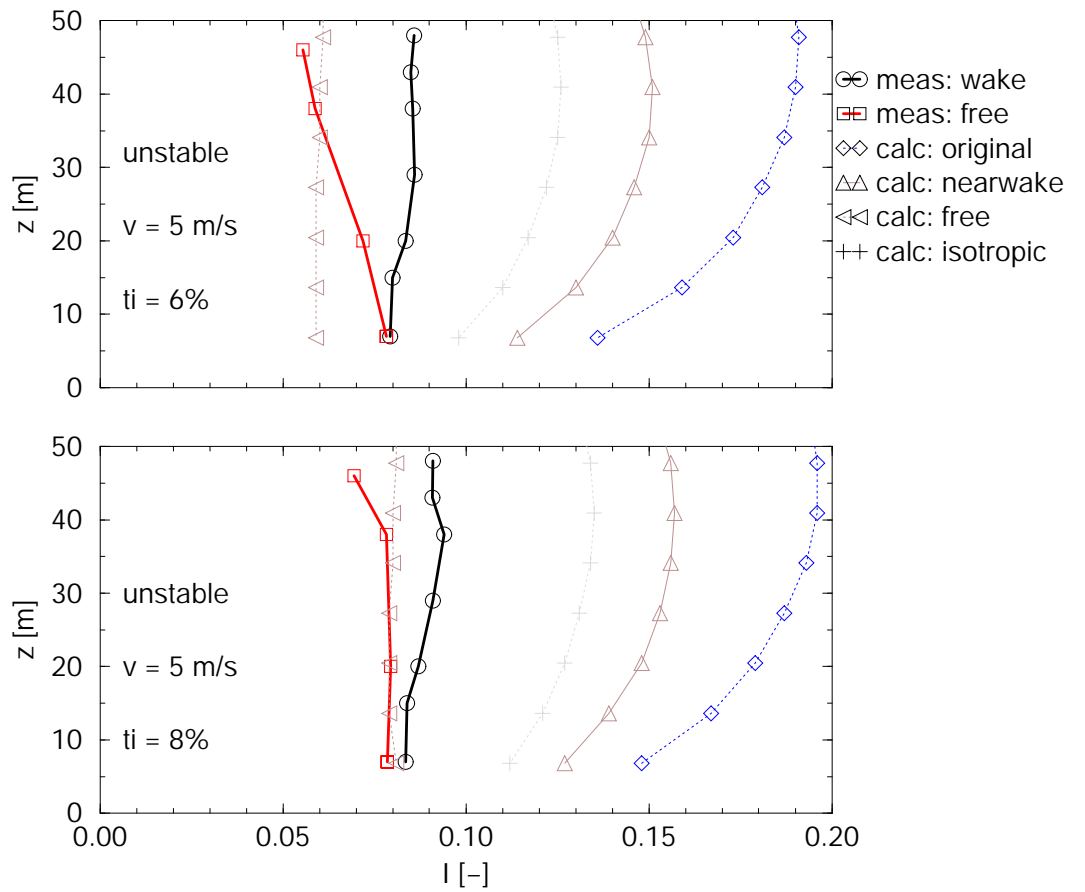 50
40
30
20
10
0
z [m]
unstable
v = 5 m/s
ti = 6%
meas: wake
meas: free
calc: original
calc: nearwake
calc: free
calc: isotropic
50
40
30
20
10
0
z [m]
unstable
v = 5 m/s
ti = 8%
0.00 0.05 0.10 0.15 0.20
I [–]